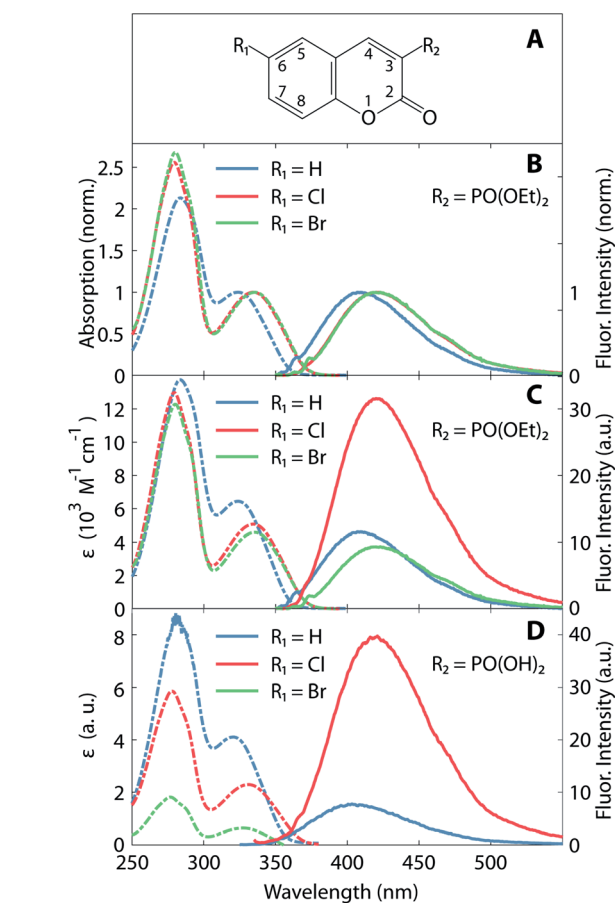 A
R₁
R₂
5
4
6
3
7
2
8
1
O
O
B
Absorption (norm.)
2.5
2
1.5
1
0.5
0
R₁ = H
R₁ = Cl
R₁ = Br
R₂ = PO(OEt)₂
1
0
Fluor. Intensity (norm.)
C
ε (10³ M⁻¹ cm⁻¹)
12
10
8
6
4
2
0
R₁ = H
R₁ = Cl
R₁ = Br
R₂ = PO(OEt)₂
30
20
10
0
Fluor. Intensity (a.u.)
D
ε (a. u.)
8
6
4
2
0
R₁ = H
R₁ = Cl
R₁ = Br
R₂ = PO(OH)₂
40
30
20
10
0
Fluor. Intensity (a.u.)
250 300 350 400 450 500
Wavelength (nm)